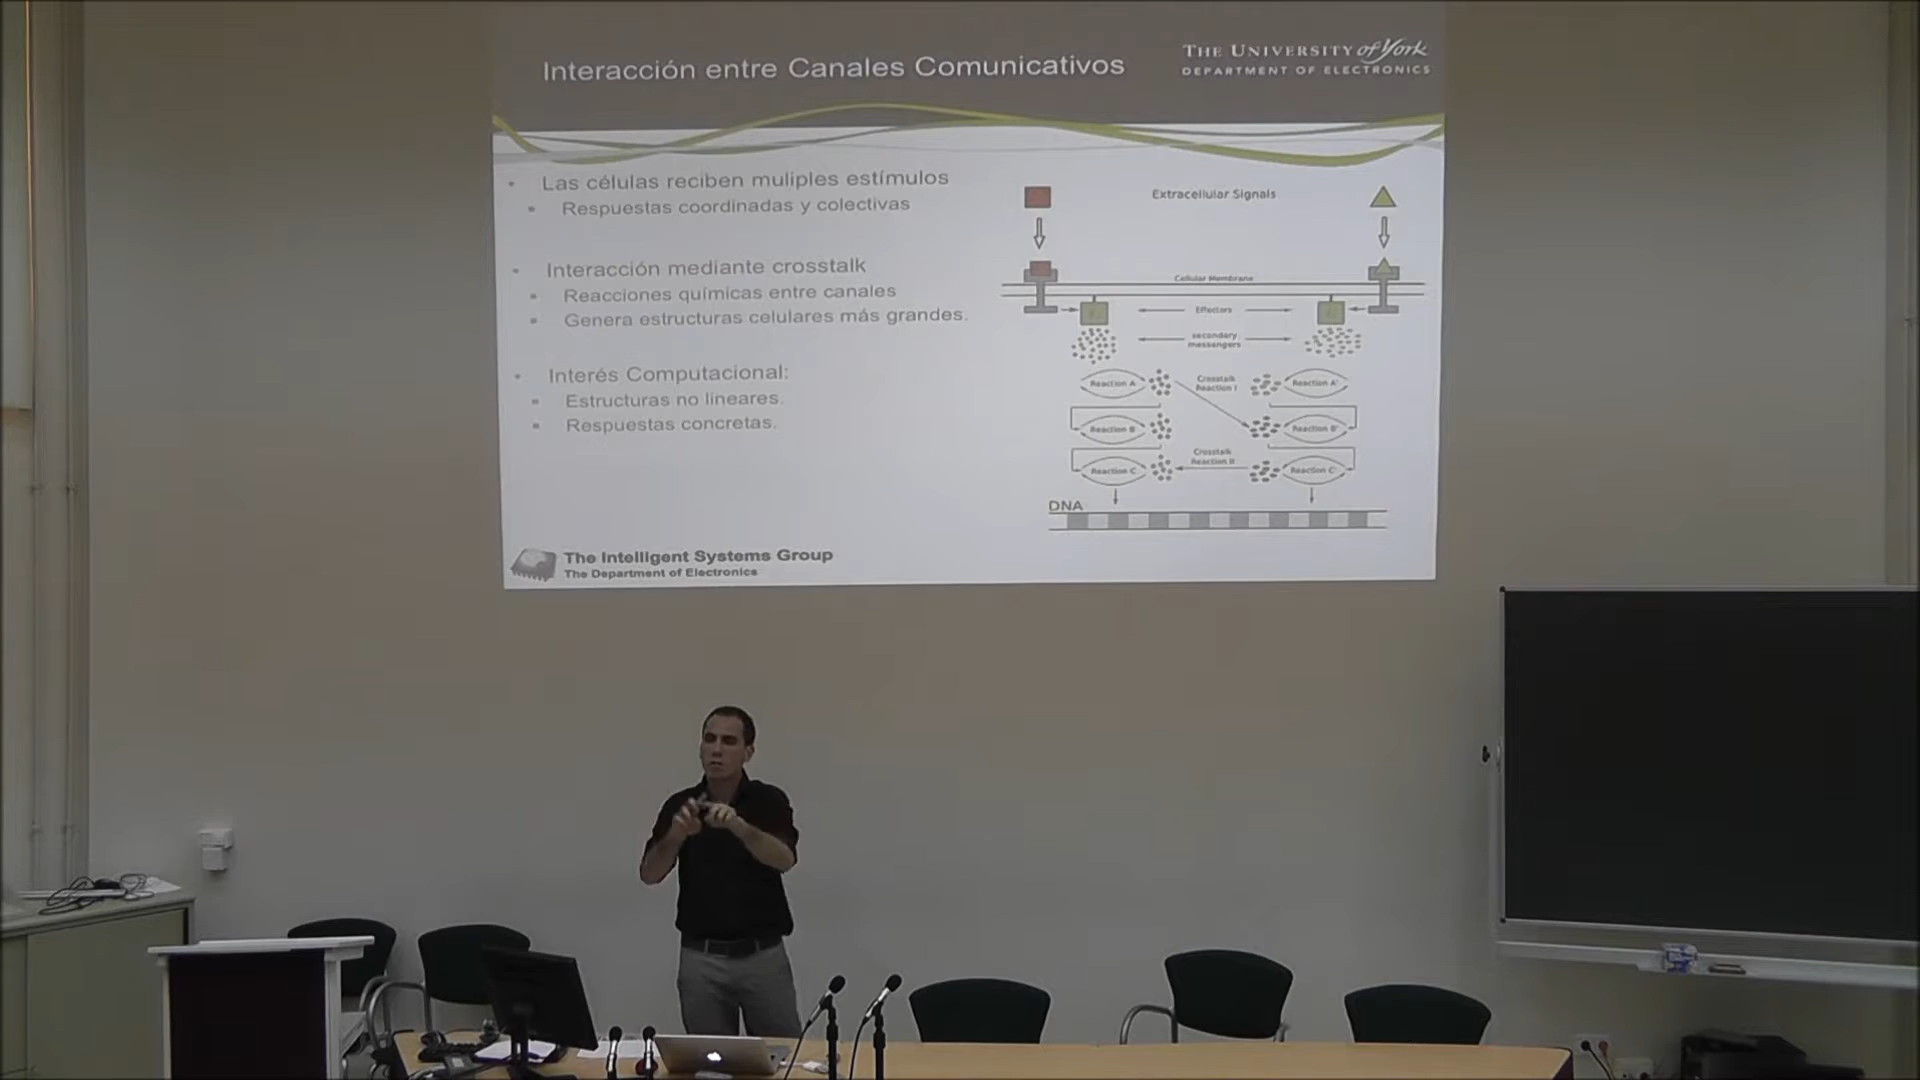 Interacción entre Canales Comunicativos
THE UNIVERSITY of York
DEPARTMENT OF ELECTRONICS
Las células reciben muliples estímulos
Respuestas coordinadas y colectivas
Interacción mediante crosstalk
Reacciones químicas entre canales
Genera estructuras celulares más grandes.
Interés Computacional:
Estructuras no lineares.
Respuestas concretas.
Extracellular Signals
Cellular Membrane
Effectors
secondary
messengers
Reaction A
Crosstalk
Reaction I
Reaction A'
Reaction B
Reaction B'
Crosstalk
Reaction II
Reaction C
Reaction C'
DNA
The Intelligent Systems Group
The Department of Electronics